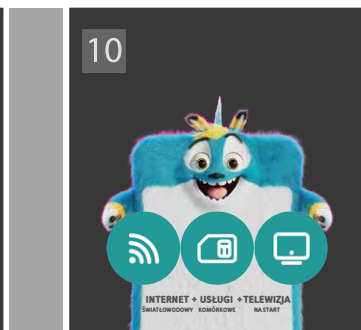 10
INTERNET + USŁUGI + TELEWIZJA
ŚWIATŁOWODOWY KOMÓRKOWE NA START